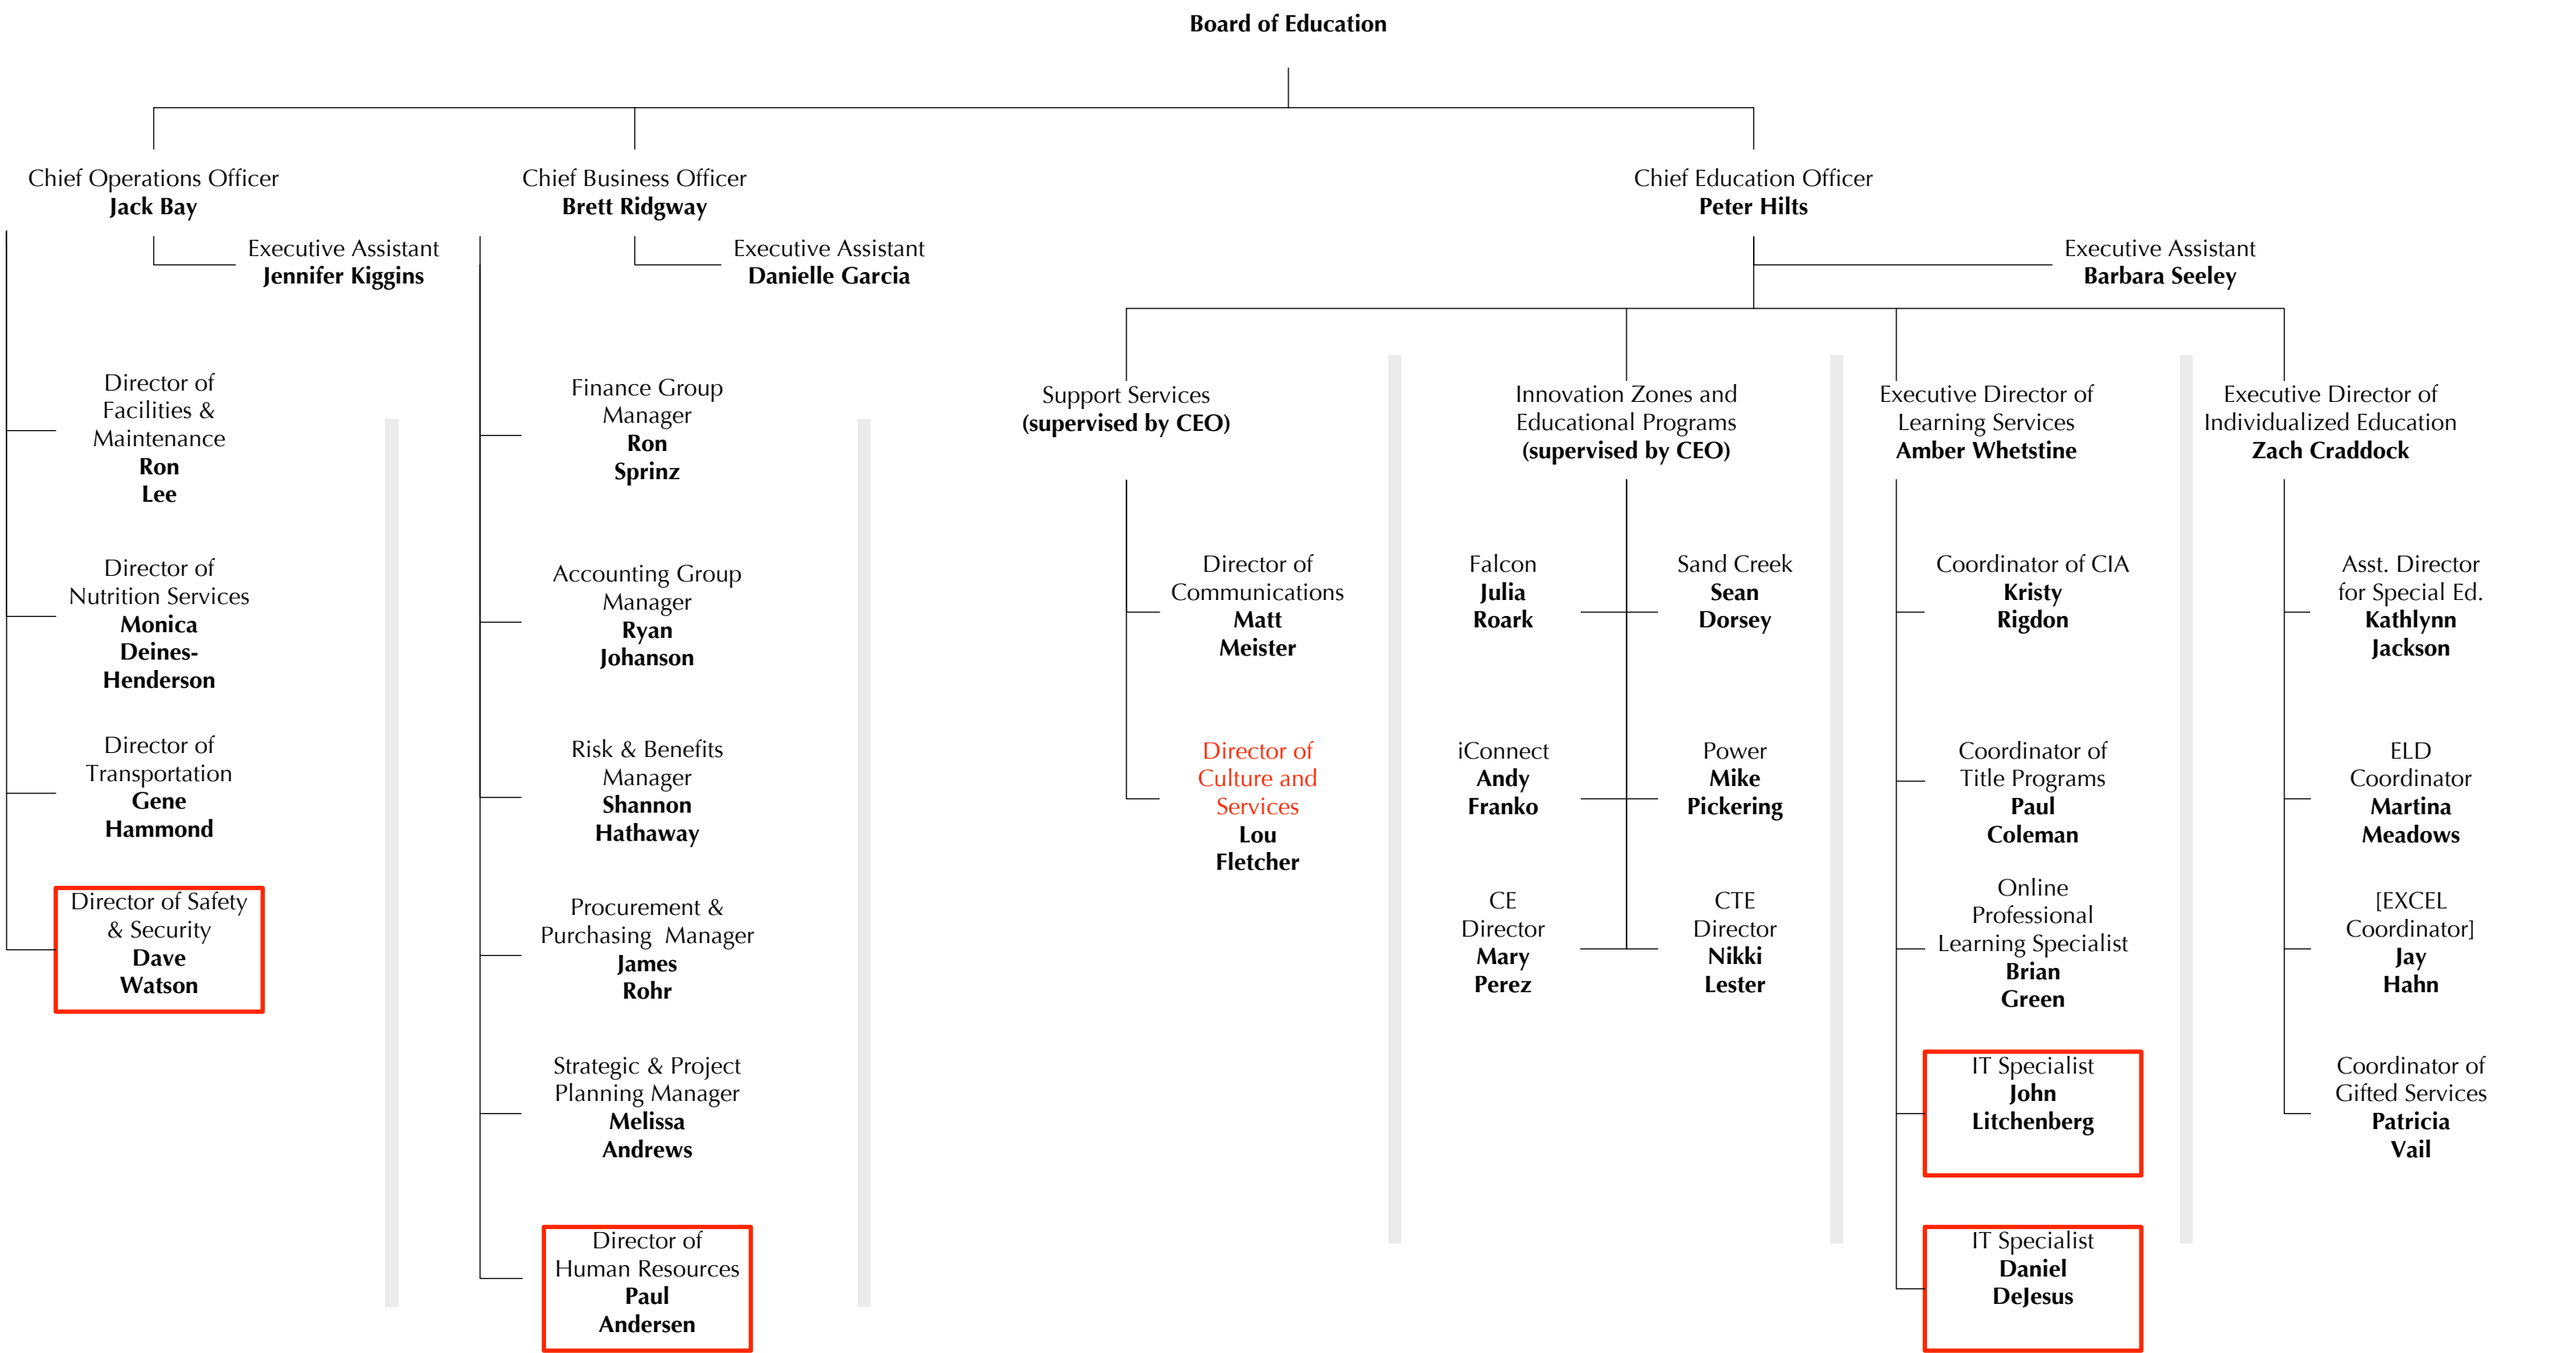 Board of Education
Chief Operations Officer
Jack Bay
Executive Assistant
Jennifer Kiggins
Director of
Facilities &
Maintenance
Ron
Lee
Director of
Nutrition Services
Monica
Deines-
Henderson
Director of
Transportation
Gene
Hammond
Director of Safety
& Security
Dave
Watson
Chief Business Officer
Brett Ridgway
Executive Assistant
Danielle Garcia
Finance Group
Manager
Ron
Sprinz
Accounting Group
Manager
Ryan
Johanson
Risk & Benefits
Manager
Shannon
Hathaway
Procurement &
Purchasing  Manager
James
Rohr
Strategic & Project
Planning Manager
Melissa
Andrews
Director of
Human Resources
Paul
Andersen
Chief Education Officer
Peter Hilts
Executive Assistant
Barbara Seeley
Support Services
(supervised by CEO)
Director of
Communications
Matt
Meister
Director of
Culture and
Services
Lou
Fletcher
Innovation Zones and
Educational Programs
(supervised by CEO)
Falcon
Julia
Roark
Sand Creek
Sean
Dorsey
iConnect
Andy
Franko
Power
Mike
Pickering
CE
Director
Mary
Perez
CTE
Director
Nikki
Lester
Executive Director of
Learning Services
Amber Whetstine
Coordinator of CIA
Kristy
Rigdon
Coordinator of
Title Programs
Paul
Coleman
Online
Professional
Learning Specialist
Brian
Green
IT Specialist
John
Litchenberg
IT Specialist
Daniel
DeJesus
Executive Director of
Individualized Education
Zach Craddock
Asst. Director
for Special Ed.
Kathlynn
Jackson
ELD
Coordinator
Martina
Meadows
[EXCEL
Coordinator]
Jay
Hahn
Coordinator of
Gifted Services
Patricia
Vail